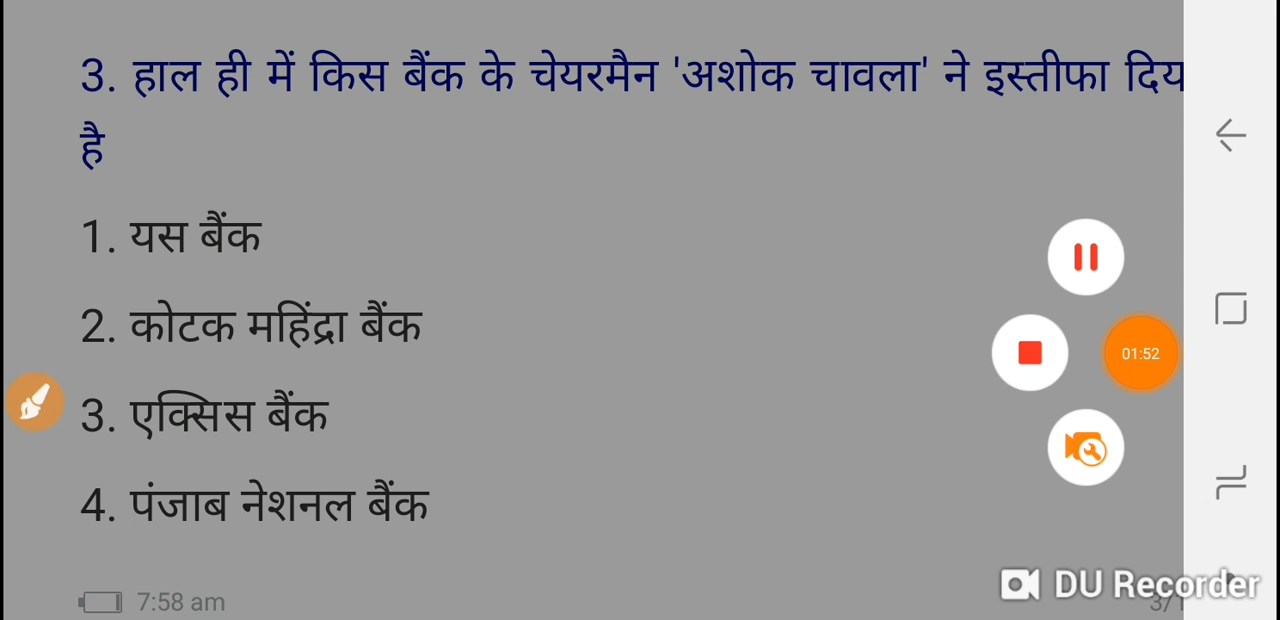 3. हाल ही में किस बैंक के चेयरमैन 'अशोक चावला' ने इस्तीफा दिय
है
1. यस बैंक
2. कोटक महिंद्रा बैंक
3. एक्सिस बैंक
01:52
4. पंजाब नेशनल बैंक
DU Recorder
7:58 am